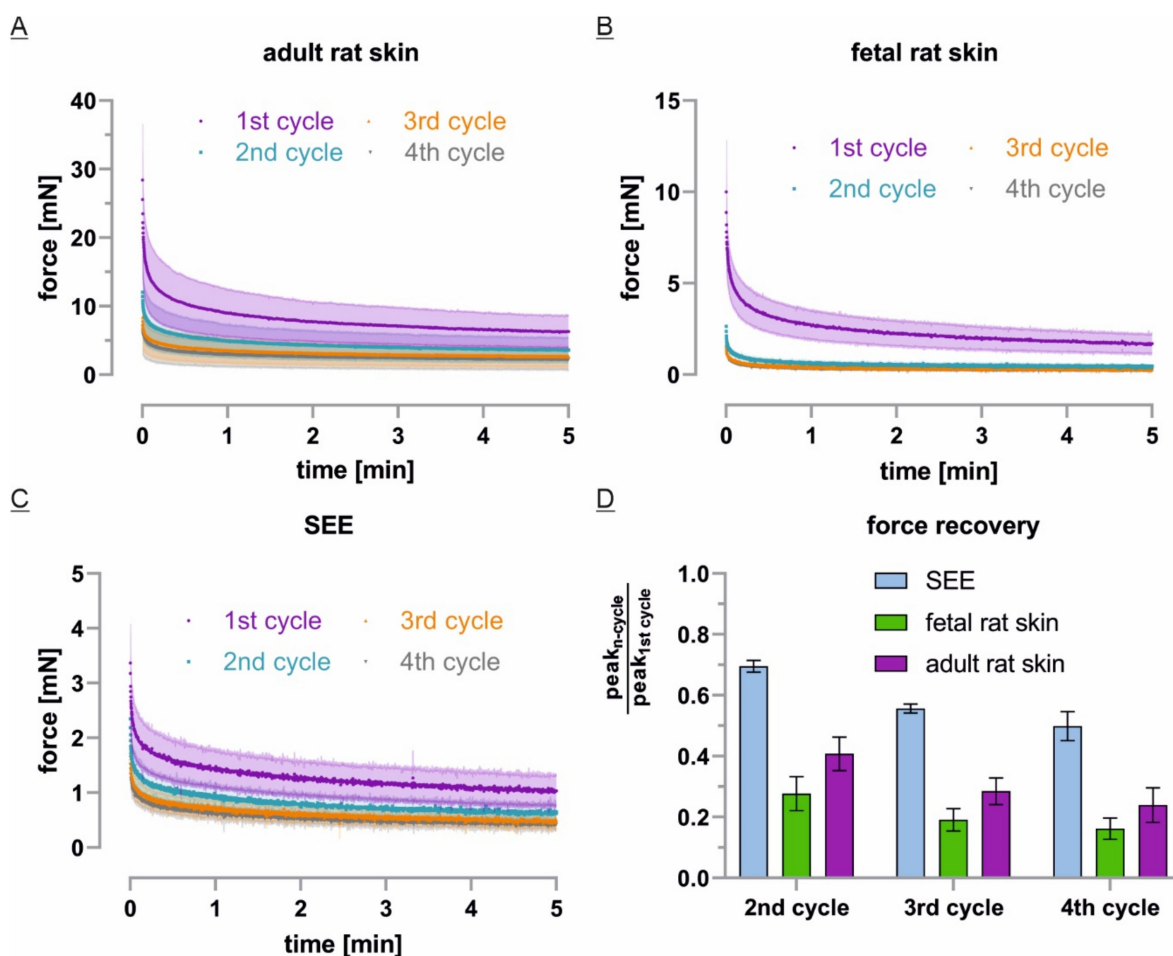 A
adult rat skin
force [mN]
40
30
20
10
0
1st cycle
3rd cycle
2nd cycle
4th cycle
0 1 2 3 4 5
time [min]
B
fetal rat skin
force [mN]
15
10
5
0
1st cycle
3rd cycle
2nd cycle
4th cycle
0 1 2 3 4 5
time [min]
C
SEE
force [mN]
5
4
3
2
1
0
1st cycle
3rd cycle
2nd cycle
4th cycle
0 1 2 3 4 5
time [min]
D
force recovery
peak n-cycle
peak 1st cycle
1.0
0.8
0.6
0.4
0.2
0.0
SEE
fetal rat skin
adult rat skin
2nd cycle 3rd cycle 4th cycle